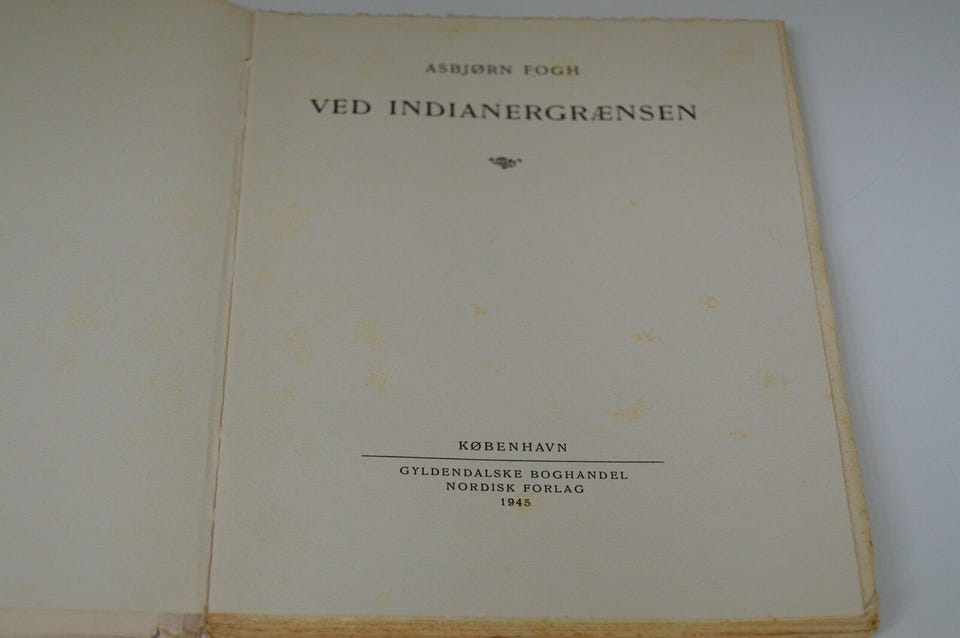 ASBJØRN FOGH
VED INDIANERGRÆNSEN
KØBENHAVN
GYLDENDALSKE BOGHANDEL
NORDISK FORLAG
1945